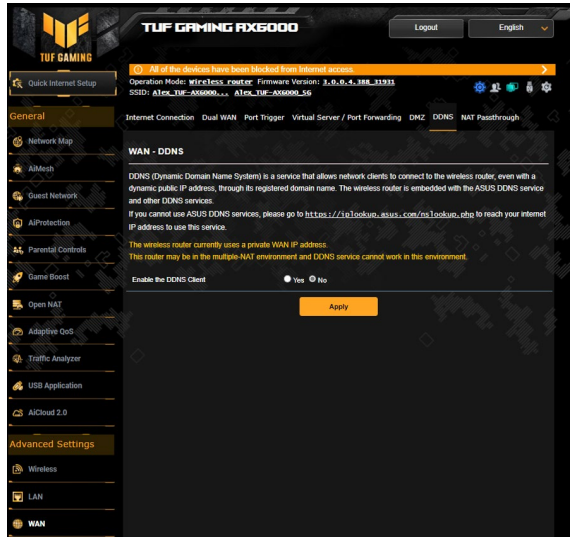 TUF GAMING
TUF GAMING AX6000
Logout
English
All of the devices have been blocked from Internet access.
Quick Internet Setup
Operation Mode: Wireless router Firmware Version: 3.0.0.4.388_31931
SSID: Alex_TUF-AX6000... Alex_TUF-AX6000_5G
General
Network Map
AiMesh
Guest Network
AiProtection
Parental Controls
Game Boost
Open NAT
Adaptive QoS
Traffic Analyzer
USB Application
AiCloud 2.0
Advanced Settings
Wireless
LAN
WAN
Internet Connection Dual WAN Port Trigger Virtual Server / Port Forwarding DMZ DDNS NAT Passthrough
WAN - DDNS
DDNS (Dynamic Domain Name System) is a service that allows network clients to connect to the wireless router, even with a
dynamic public IP address, through its registered domain name. The wireless router is embedded with the ASUS DDNS service
and other DDNS services.
If you cannot use ASUS DDNS services, please go to https://iplookup.asus.com/nslookup.php to reach your internet
IP address to use this service.
The wireless router currently uses a private WAN IP address.
This router may be in the multiple-NAT environment and DDNS service cannot work in this environment.
Enable the DDNS Client Yes No
Apply